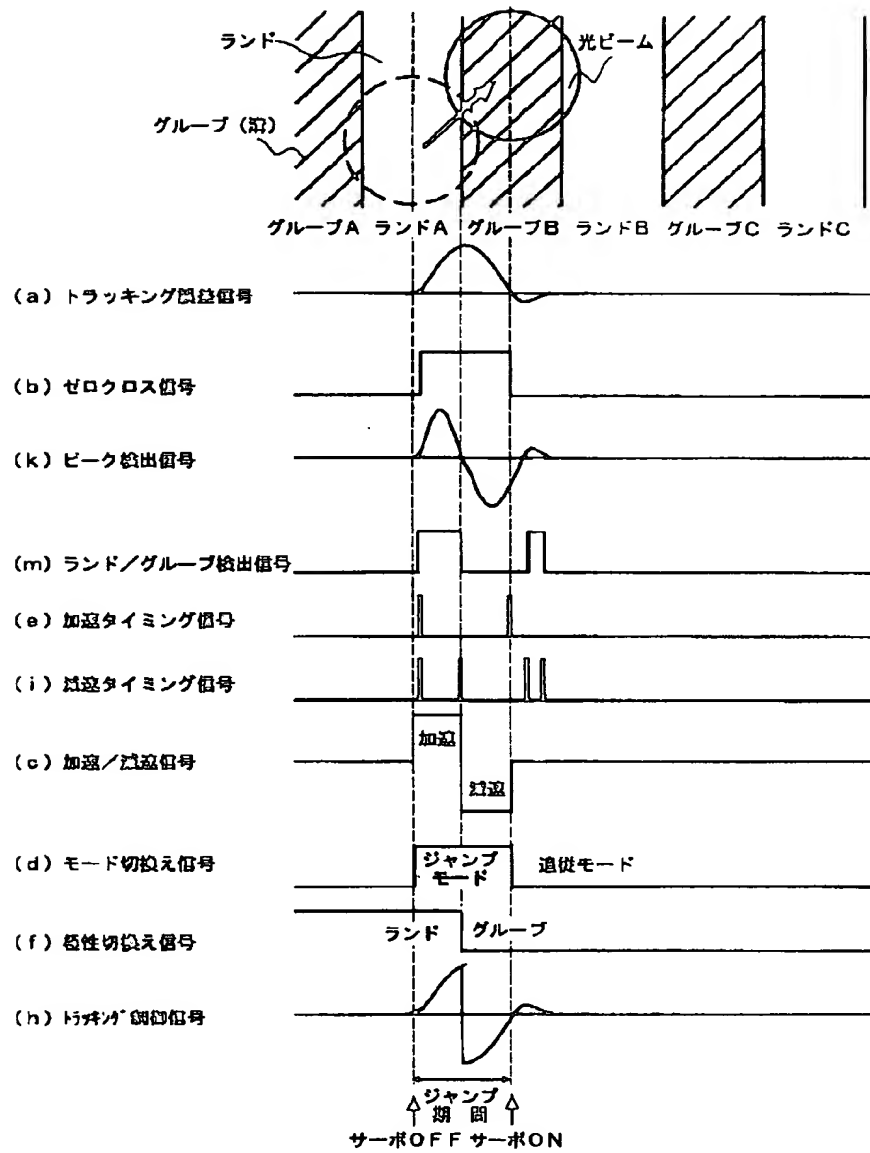 ランド
光ビーム
グルーブ（溝）
グルーブA ランドA グルーブB ランドB グルーブC ランドC
（a）トラッキング誤差信号
（b）ゼロクロス信号
（k）ピーク検出信号
（m）ランド／グルーブ検出信号
（e）加速タイミング信号
（i）減速タイミング信号
（c）加速／減速信号
加速
減速
（d）モード切換え信号
ジャンプ
モード
追従モード
（f）極性切換え信号
ランド グルーブ
（h）トラッキング制御信号
ジャンプ
期間
サーボOFF サーボON